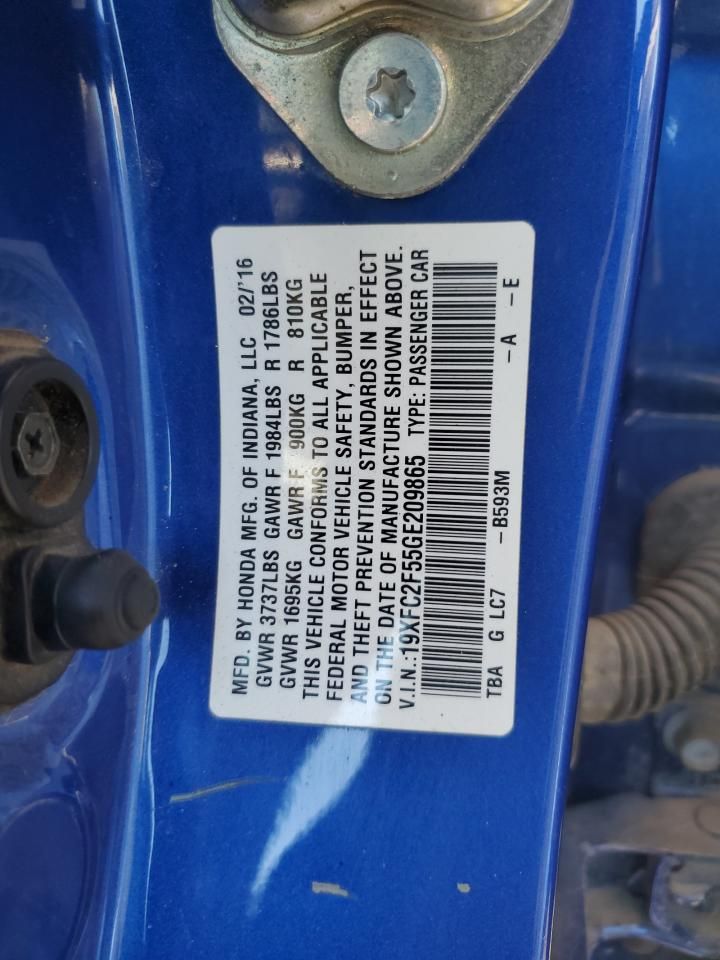 MFD. BY HONDA MFG. OF INDIANA, LLC 02/'16
GVWR 3737LBS GAWR F 1984LBS R 1786LBS
GVWR 1695KG GAWR F 900KG R 810KG
THIS VEHICLE CONFORMS TO ALL APPLICABLE
FEDERAL MOTOR VEHICLE SAFETY, BUMPER,
AND THEFT PREVENTION STANDARDS IN EFFECT
ON THE DATE OF MANUFACTURE SHOWN ABOVE.
V.I.N.:19XFC2F55GE209865 TYPE: PASSENGER CAR
TBA G LC7 -B593M -A -E